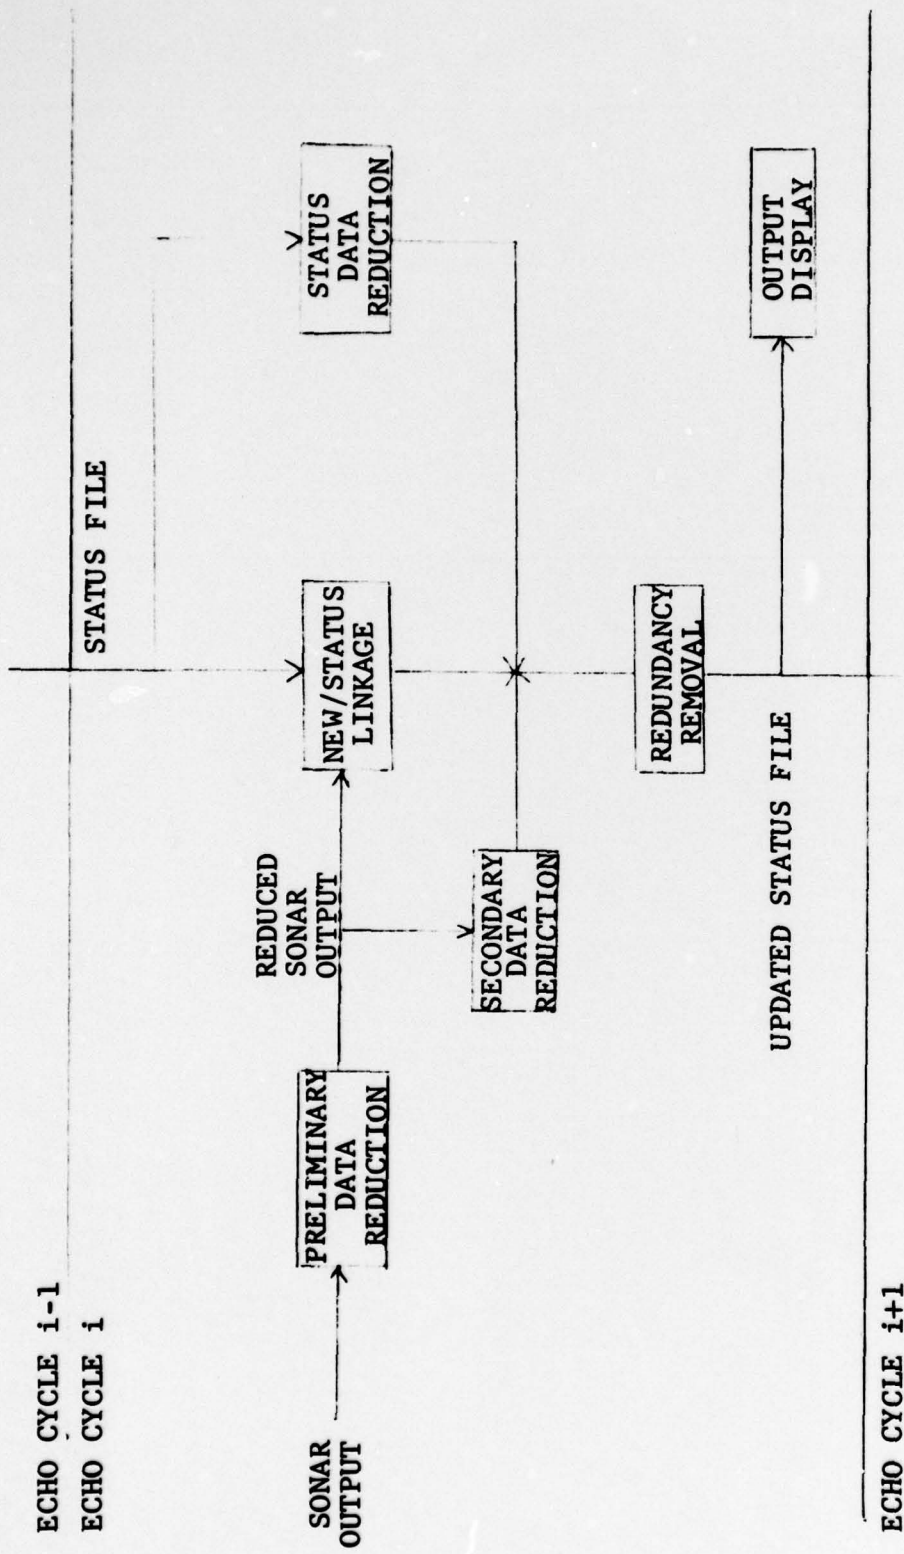 ECHO CYCLE i-1
ECHO CYCLE i
STATUS FILE
SONAR
OUTPUT
PRELIMINARY
DATA
REDUCTION
REDUCED
SONAR
OUTPUT
NEW/STATUS
LINKAGE
STATUS
DATA
REDUCTION
SECONDARY
DATA
REDUCTION
REDUNDANCY
REMOVAL
UPDATED STATUS FILE
OUTPUT
DISPLAY
ECHO CYCLE i+1